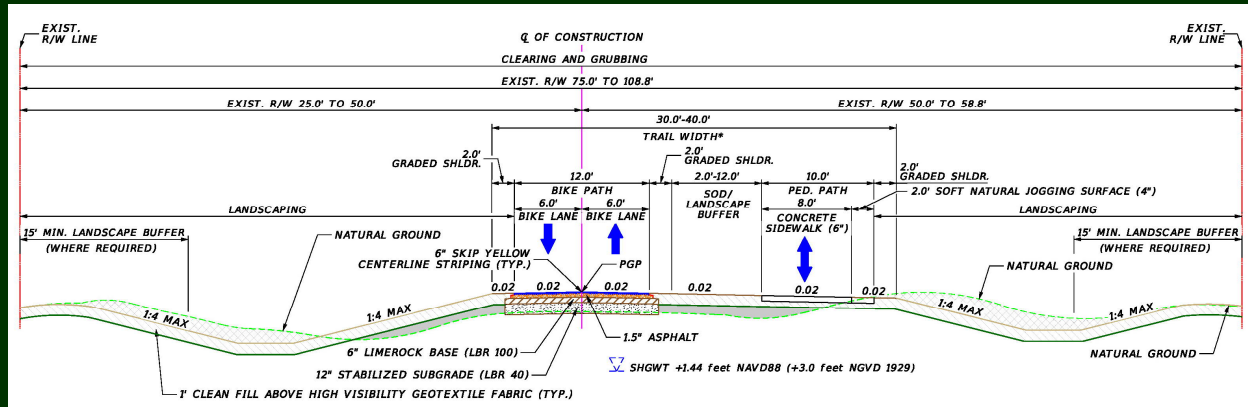 EXIST.
R/W LINE
℄ OF CONSTRUCTION
EXIST.
R/W LINE
CLEARING AND GRUBBING
EXIST. R/W 75.0' TO 108.8'
EXIST. R/W 25.0' TO 50.0'
EXIST. R/W 50.0' TO 58.8'
30.0'-40.0'
TRAIL WIDTH*
2.0'
GRADED SHLDR.
2.0'
GRADED SHLDR.
2.0'
GRADED SHLDR.
12.0'
BIKE PATH
2.0'-12.0'
SOD/
LANDSCAPE
BUFFER
10.0'
PED. PATH
2.0' SOFT NATURAL JOGGING SURFACE (4")
6.0'
BIKE LANE
6.0'
BIKE LANE
8.0'
CONCRETE
SIDEWALK (6")
LANDSCAPING
LANDSCAPING
15' MIN. LANDSCAPE BUFFER
(WHERE REQUIRED)
NATURAL GROUND
6" SKIP YELLOW
CENTERLINE STRIPING (TYP.)
PGP
15' MIN. LANDSCAPE BUFFER
(WHERE REQUIRED)
NATURAL GROUND
0.02
0.02
0.02
0.02
0.02
0.02
1:4 MAX
1:4 MAX
1:4 MAX
1:4 MAX
1.5" ASPHALT
6" LIMEROCK BASE (LBR 100)
NATURAL GROUND
12" STABILIZED SUBGRADE (LBR 40)
SHGWT +1.44 feet NAVD88 (+3.0 feet NGVD 1929)
1' CLEAN FILL ABOVE HIGH VISIBILITY GEOTEXTILE FABRIC (TYP.)